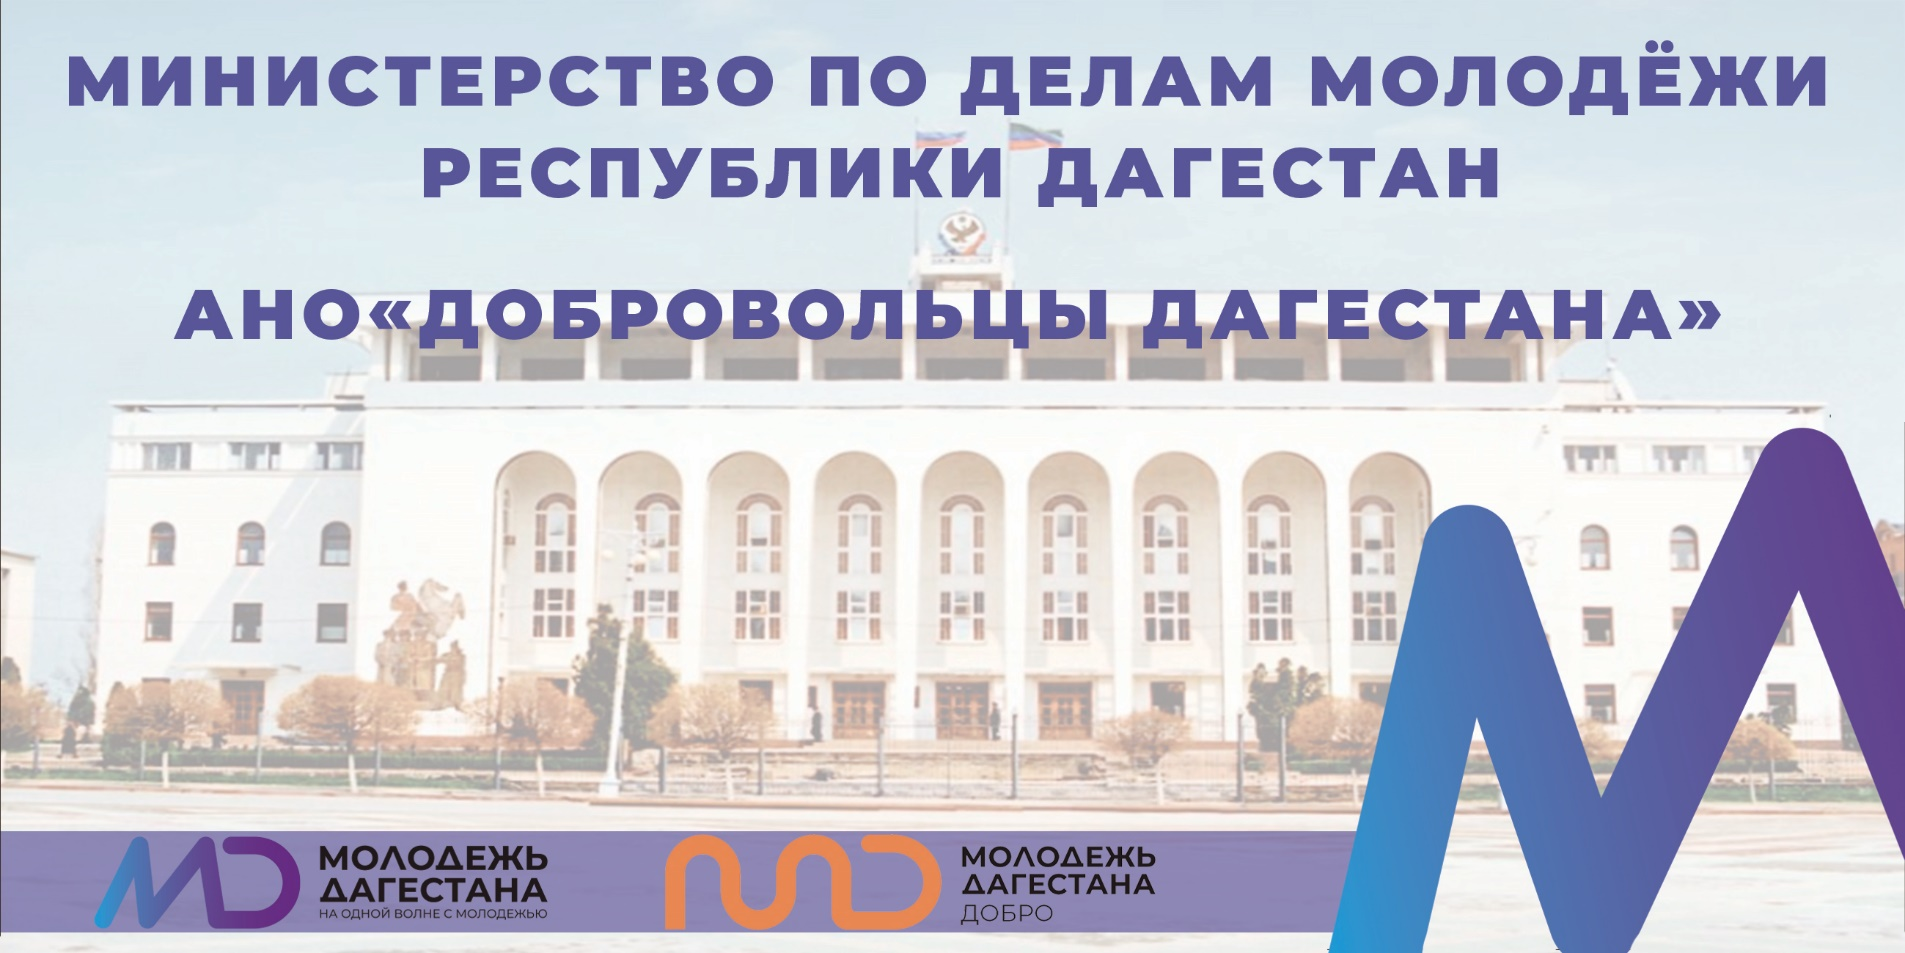 МИНИСТЕРСТВО ПО ДЕЛАМ МОЛОДЁЖИ
РЕСПУБЛИКИ ДАГЕСТАН
АНО«ДОБРОВОЛЬЦЫ ДАГЕСТАНА»
МОЛОДЕЖЬ
ДАГЕСТАНА
НА ОДНОЙ ВОЛНЕ С МОЛОДЕЖЬЮ
МОЛОДЕЖЬ
ДАГЕСТАНА
ДОБРО